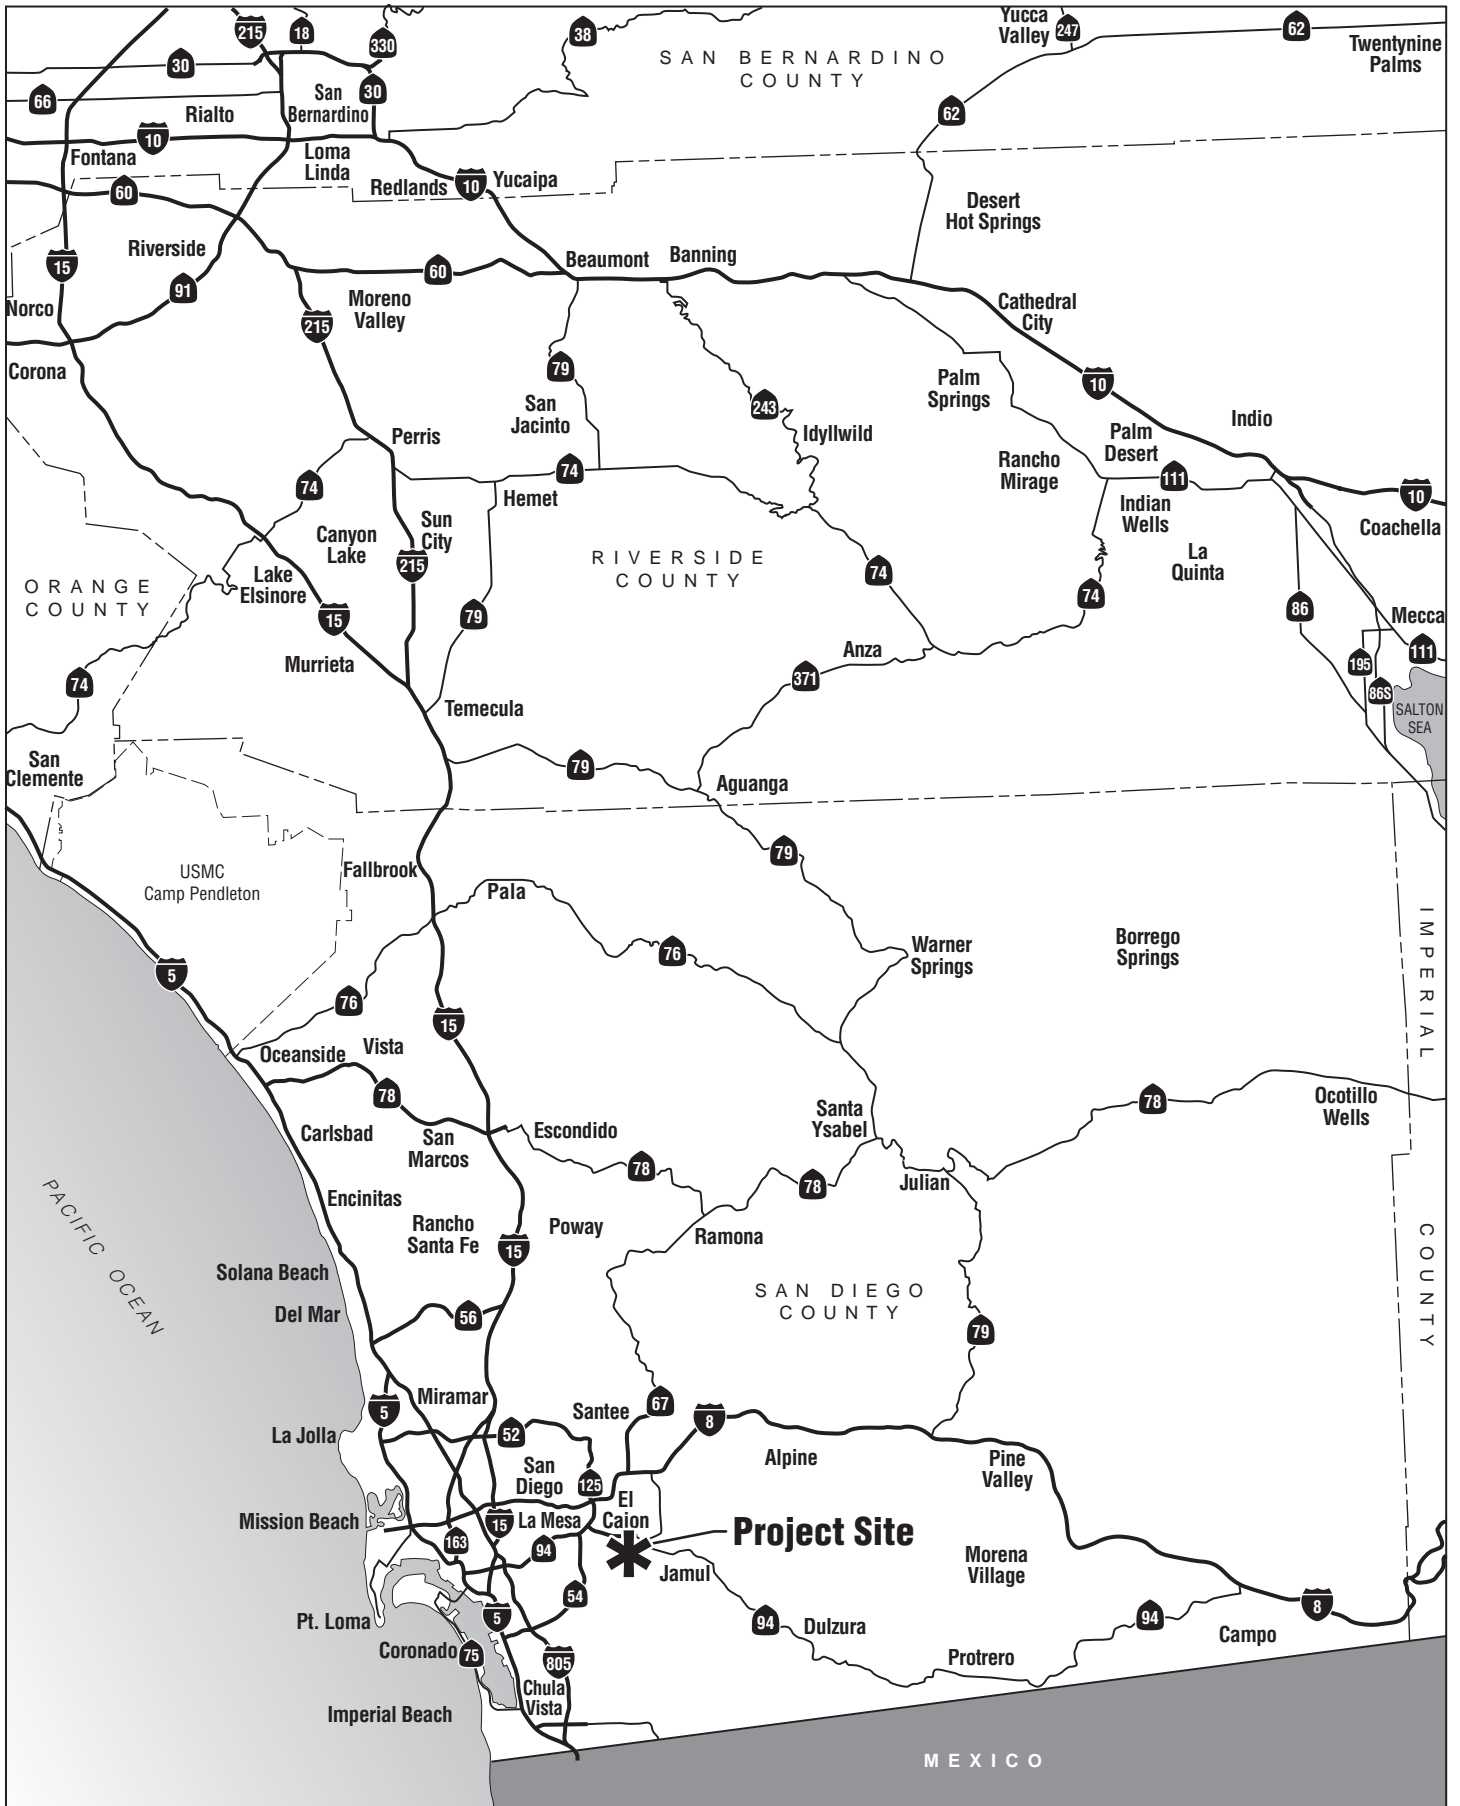 215
18
330
38
Yucca
Valley
247
62
Twentynine
Palms
30
SAN BERNARDINO
COUNTY
66
San
Bernardino
30
Rialto
62
10
Fontana
Loma
Linda
Redlands
10
Yucaipa
60
Desert
Hot Springs
Riverside
15
91
60
Beaumont
Banning
Norco
Moreno
Valley
215
Cathedral
City
Corona
79
San
Jacinto
243
Palm
Springs
10
Idyllwild
Indio
Perris
Palm
Desert
Rancho
Mirage
74
74
Hemet
111
10
Indian
Wells
Coachella
Canyon
Lake
Sun
City
215
RIVERSIDE
COUNTY
La
Quinta
ORANGE
COUNTY
Lake
Elsinore
74
74
15
79
86
Mecca
Murrieta
Anza
111
195
371
74
86S
SALTON
SEA
Temecula
San
Clemente
79
Aguanga
79
USMC
Camp Pendleton
Fallbrook
Pala
IMPERIAL
Warner
Springs
Borrego
Springs
76
5
76
15
Oceanside
Vista
78
78
Ocotillo
Wells
Santa
Ysabel
Carlsbad
San
Marcos
Escondido
78
78
Julian
PACIFIC OCEAN
Encinitas
Rancho
Santa Fe
Poway
Ramona
15
COUNTY
Solana Beach
SAN DIEGO
COUNTY
Del Mar
56
79
Miramar
5
Santee
67
8
La Jolla
52
Alpine
Pine
Valley
San
Diego
125
El
Cajon
Mission Beach
15
La Mesa
Project Site
163
94
Jamul
Morena
Village
54
Pt. Loma
5
94
Dulzura
94
8
Campo
Coronado
75
805
Protrero
Chula
Vista
Imperial Beach
MEXICO